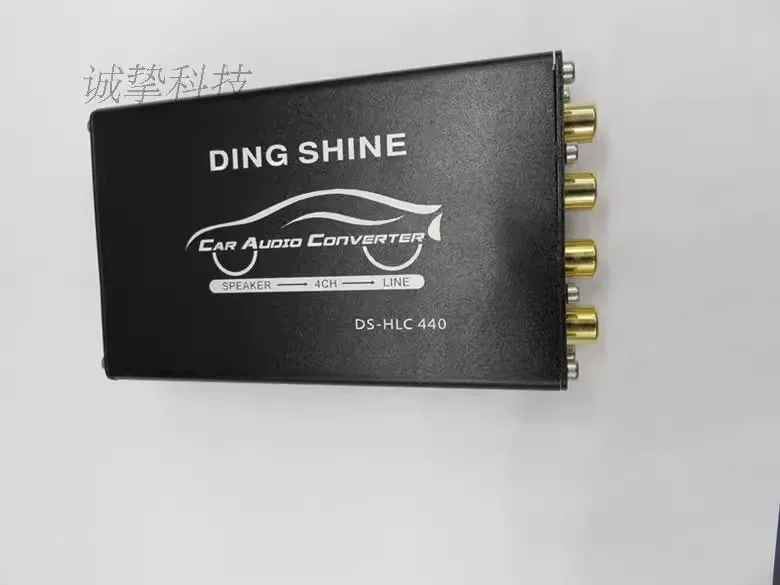 诚挚科技
DING SHINE
CAR AUDIO CONVERTER
SPEAKER → 4CH → LINE
DS-HLC 440